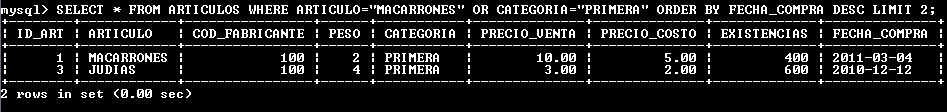 mysql> SELECT * FROM ARTICULOS WHERE ARTICULO="MACARRONES" OR CATEGORIA="PRIMERA" ORDER BY FECHA_COMPRA DESC LIMIT 2;
| ID_ART | ARTICULO | COD_FABRICANTE | PESO | CATEGORIA | PRECIO_VENTA | PRECIO_COSTO | EXISTENCIAS | FECHA_COMPRA |
| 1 | MACARRONES | 100 | 2 | PRIMERA | 10.00 | 5.00 | 400 | 2011-03-04 |
| 3 | JUDIAS | 100 | 4 | PRIMERA | 3.00 | 2.00 | 600 | 2010-12-12 |
2 rows in set (0.00 sec)